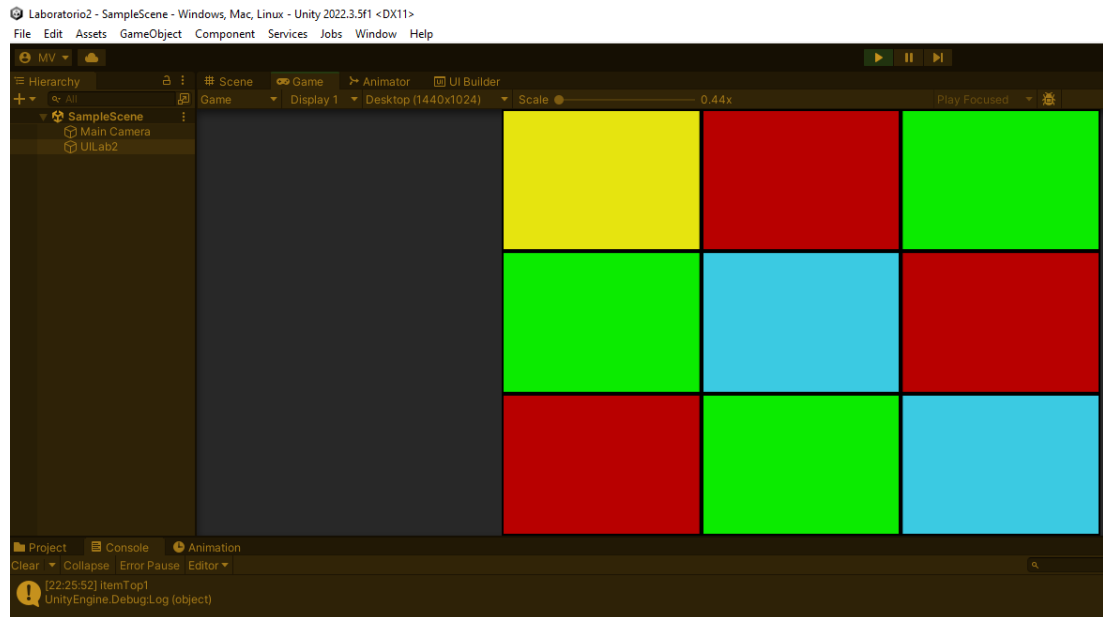 Laboratorio2 - SampleScene - Windows, Mac, Linux - Unity 2022.3.5f1 <DX11>
File Edit Assets GameObject Component Services Jobs Window Help
MV
Hierarchy # Scene Game Animator UI Builder
All Game Display 1 Desktop (1440x1024) Scale 0.44x Play Focused
SampleScene
Main Camera
UILab2
Project Console Animation
Clear Collapse Error Pause Editor
[22:25:52] itemTop1
UnityEngine.Debug:Log (object)